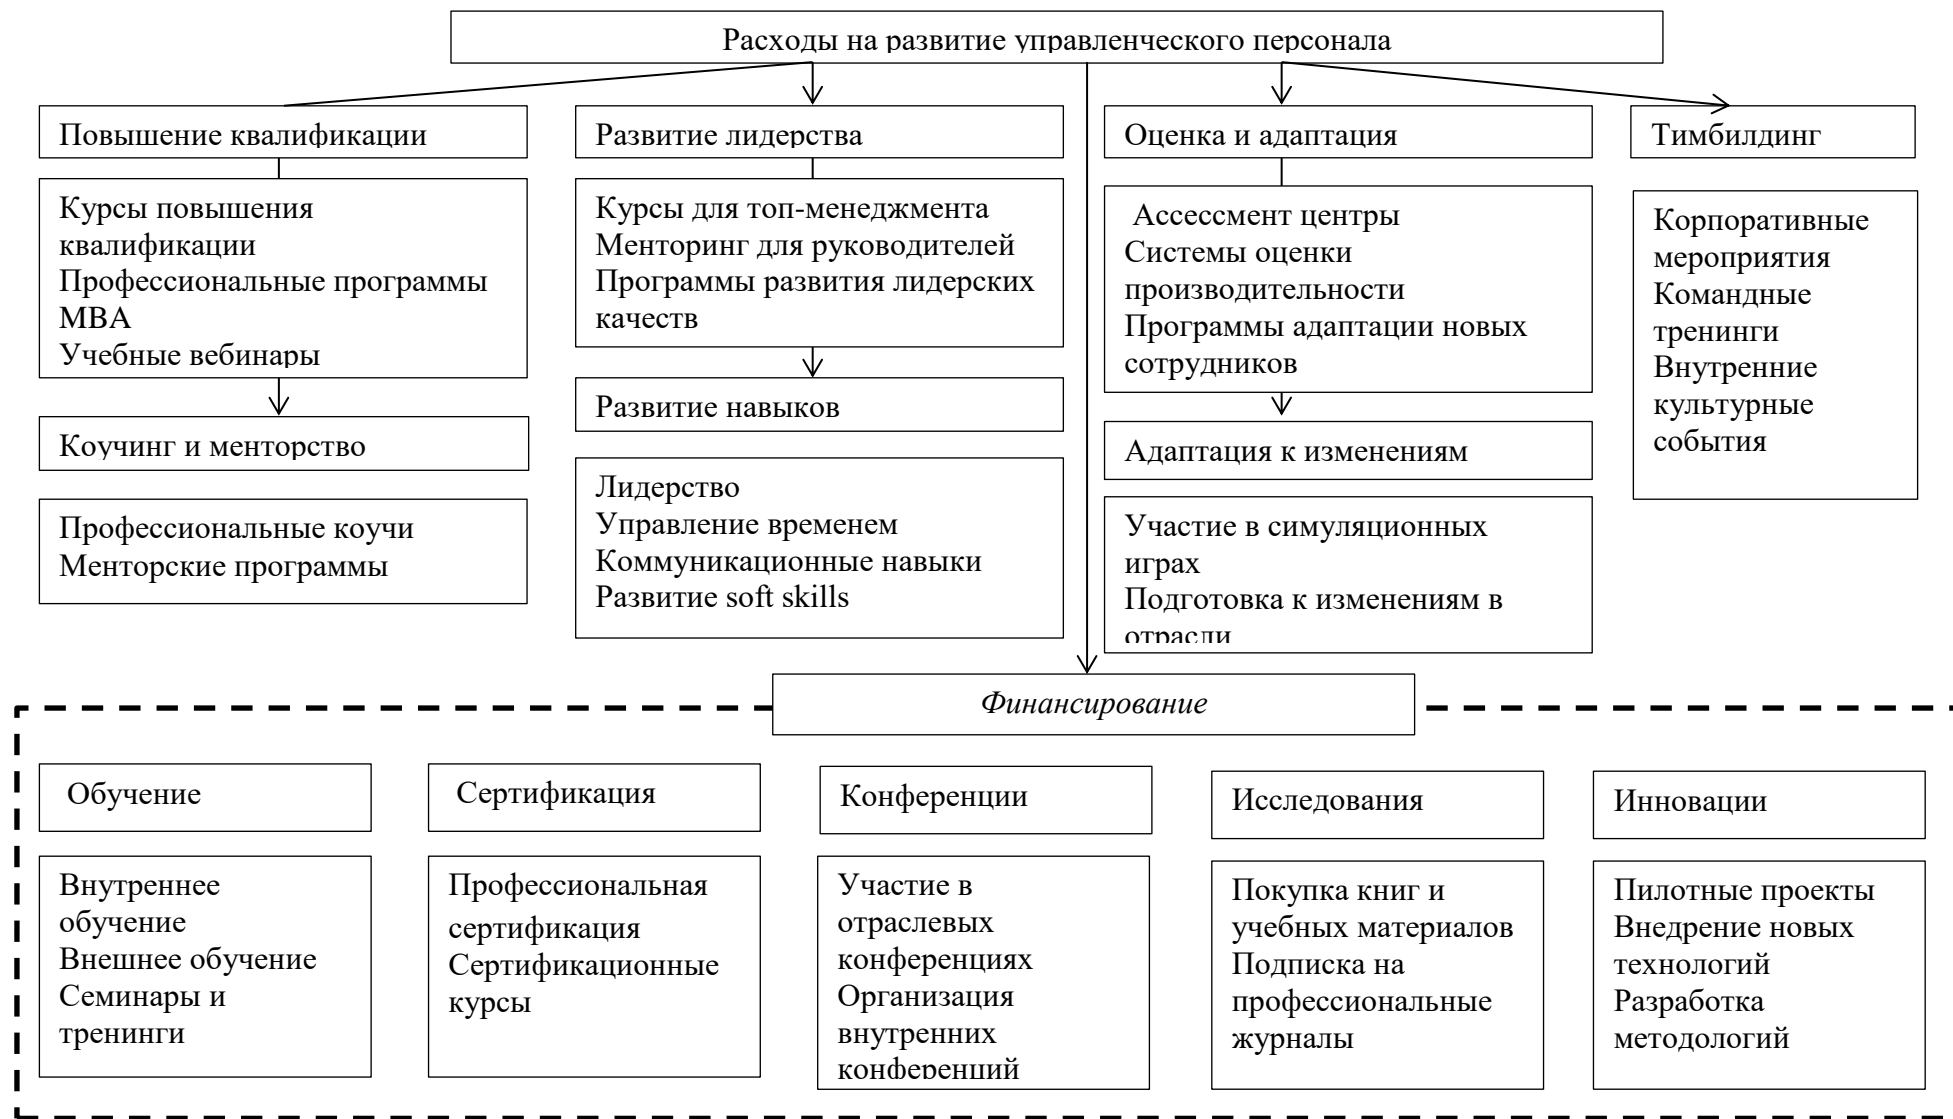 Расходы на развитие управленческого персонала
Повышение квалификации
Развитие лидерства
Оценка и адаптация
Тимбилдинг
Курсы повышения
квалификации
Профессиональные программы
MBA
Учебные вебинары
Курсы для топ-менеджмента
Менторинг для руководителей
Программы развития лидерских
качеств
Ассессмент центры
Системы оценки
производительности
Программы адаптации новых
сотрудников
Корпоративные
мероприятия
Командные
тренинги
Внутренние
культурные
события
Коучинг и менторство
Развитие навыков
Адаптация к изменениям
Профессиональные коучи
Менторские программы
Лидерство
Управление временем
Коммуникационные навыки
Развитие soft skills
Участие в симуляционных
играх
Подготовка к изменениям в
отрасли
Финансирование
Обучение
Сертификация
Конференции
Исследования
Инновации
Внутреннее
обучение
Внешнее обучение
Семинары и
тренинги
Профессиональная
сертификация
Сертификационные
курсы
Участие в
отраслевых
конференциях
Организация
внутренних
конференций
Покупка книг и
учебных материалов
Подписка на
профессиональные
журналы
Пилотные проекты
Внедрение новых
технологий
Разработка
методологий